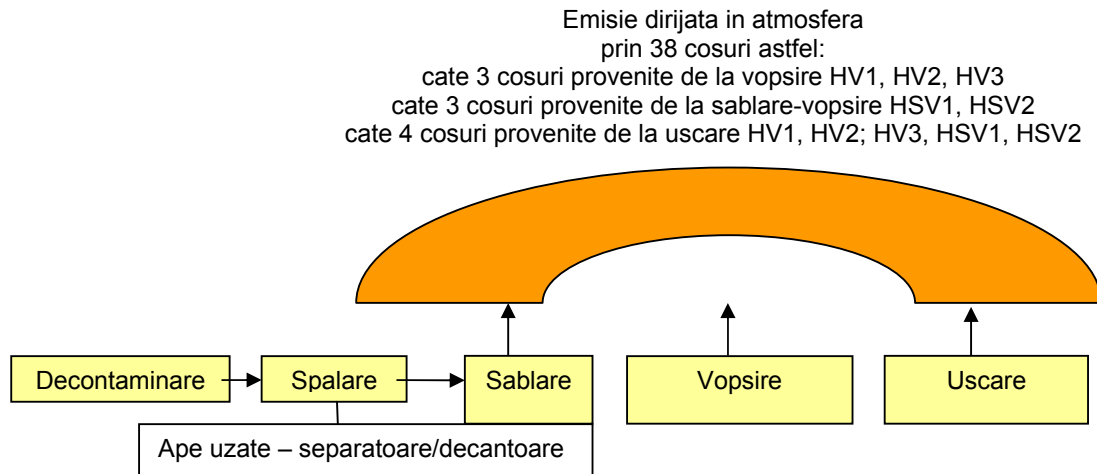 Emisie dirijata in atmosfera
prin 38 cosuri astfel:
cate 3 cosuri provenite de la vopsire HV1, HV2, HV3
cate 3 cosuri provenite de la sablare-vopsire HSV1, HSV2
cate 4 cosuri provenite de la uscare HV1, HV2; HV3, HSV1, HSV2
Decontaminare
Spalare
Sablare
Vopsire
Uscare
Ape uzate – separatoare/decantoare